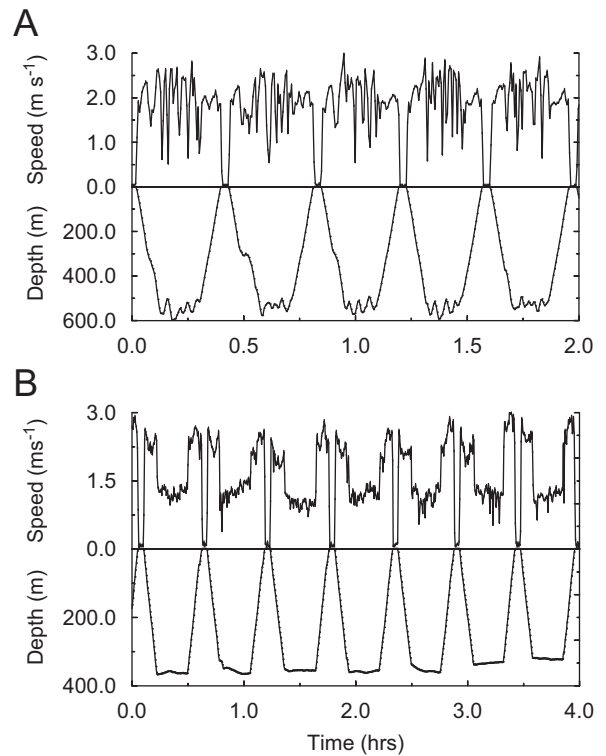 A
3.0
2.0
1.0
0.0
Speed (m s-1)
200.0
400.0
600.0
Depth (m)
0.0 0.5 1.0 1.5 2.0
B
3.0
1.5
0.0
Speed (ms-1)
200.0
400.0
Depth (m)
0.0 1.0 2.0 3.0 4.0
Time (hrs)